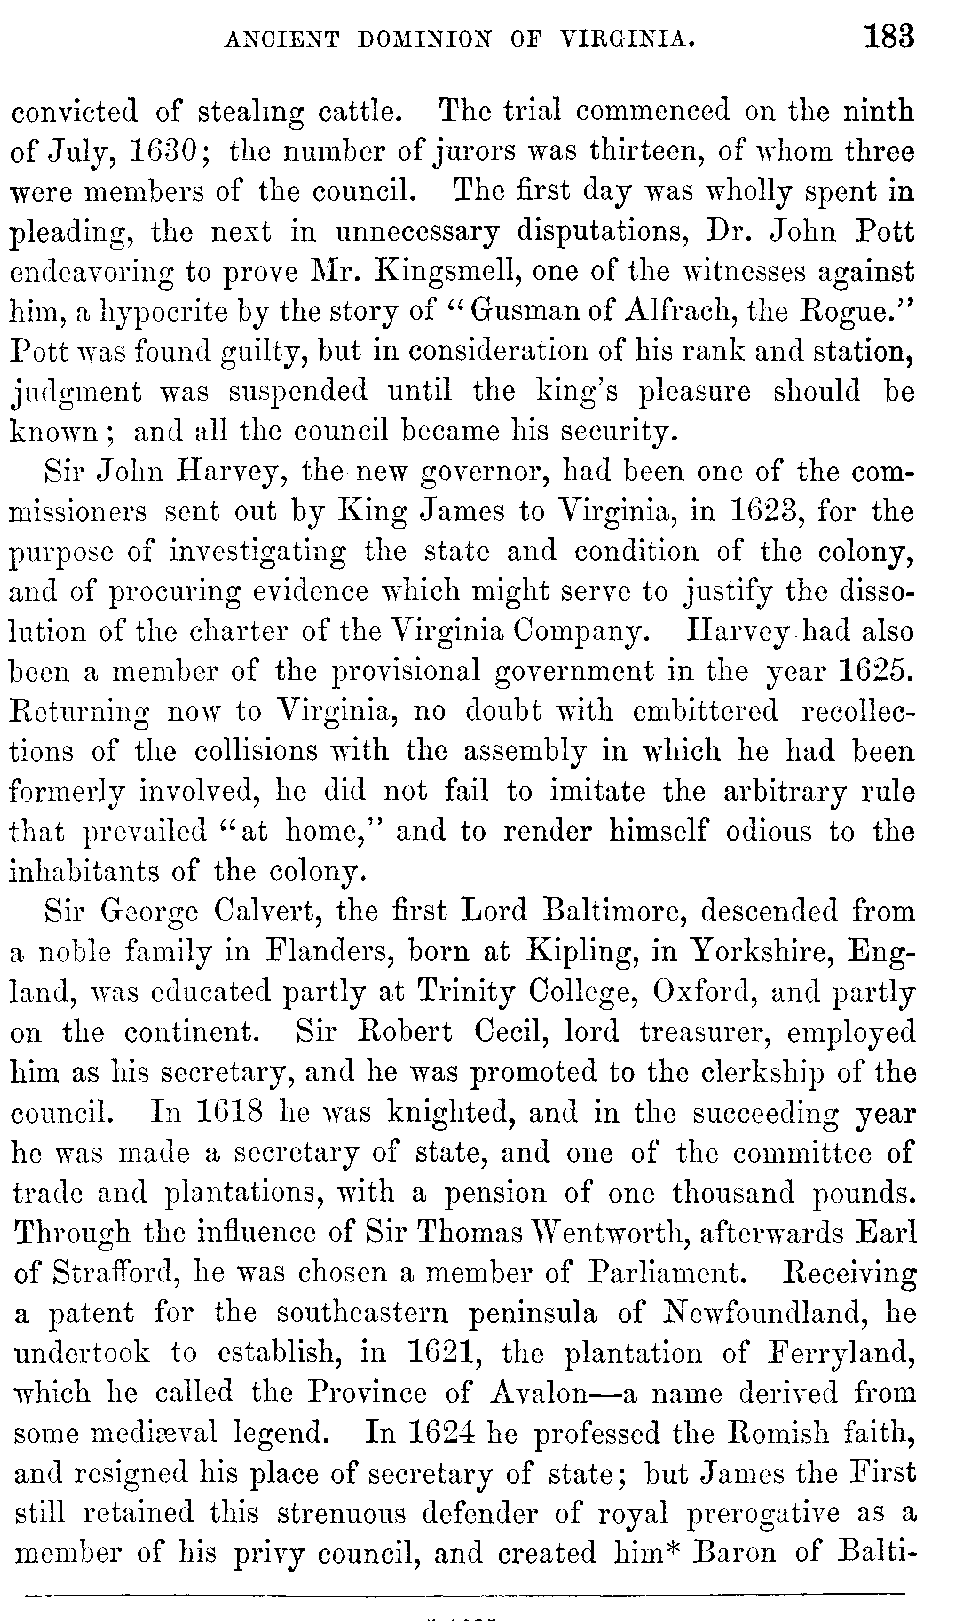 ANCIENT DOMINION OF VIRGINIA. 183
convicted of stealing cattle. The trial commenced on the ninth
of July, 1630; the number of jurors was thirteen, of whom three
were members of the council. The first day was wholly spent in
pleading, the next in unnecessary disputations, Dr. John Pott
endeavoring to prove Mr. Kingsmell, one of the witnesses against
him, a hypocrite by the story of "Gusman of Alfrach, the Rogue."
Pott was found guilty, but in consideration of his rank and station,
judgment was suspended until the king's pleasure should be
known; and all the council became his security.
Sir John Harvey, the new governor, had been one of the com-
missioners sent out by King James to Virginia, in 1623, for the
purpose of investigating the state and condition of the colony,
and of procuring evidence which might serve to justify the disso-
lution of the charter of the Virginia Company. Harvey had also
been a member of the provisional government in the year 1625.
Returning now to Virginia, no doubt with embittered recollec-
tions of the collisions with the assembly in which he had been
formerly involved, he did not fail to imitate the arbitrary rule
that prevailed "at home," and to render himself odious to the
inhabitants of the colony.
Sir George Calvert, the first Lord Baltimore, descended from
a noble family in Flanders, born at Kipling, in Yorkshire, Eng-
land, was educated partly at Trinity College, Oxford, and partly
on the continent. Sir Robert Cecil, lord treasurer, employed
him as his secretary, and he was promoted to the clerkship of the
council. In 1618 he was knighted, and in the succeeding year
he was made a secretary of state, and one of the committee of
trade and plantations, with a pension of one thousand pounds.
Through the influence of Sir Thomas Wentworth, afterwards Earl
of Strafford, he was chosen a member of Parliament. Receiving
a patent for the southeastern peninsula of Newfoundland, he
undertook to establish, in 1621, the plantation of Ferryland,
which he called the Province of Avalon—a name derived from
some mediæval legend. In 1624 he professed the Romish faith,
and resigned his place of secretary of state; but James the First
still retained this strenuous defender of royal prerogative as a
member of his privy council, and created him* Baron of Balti-